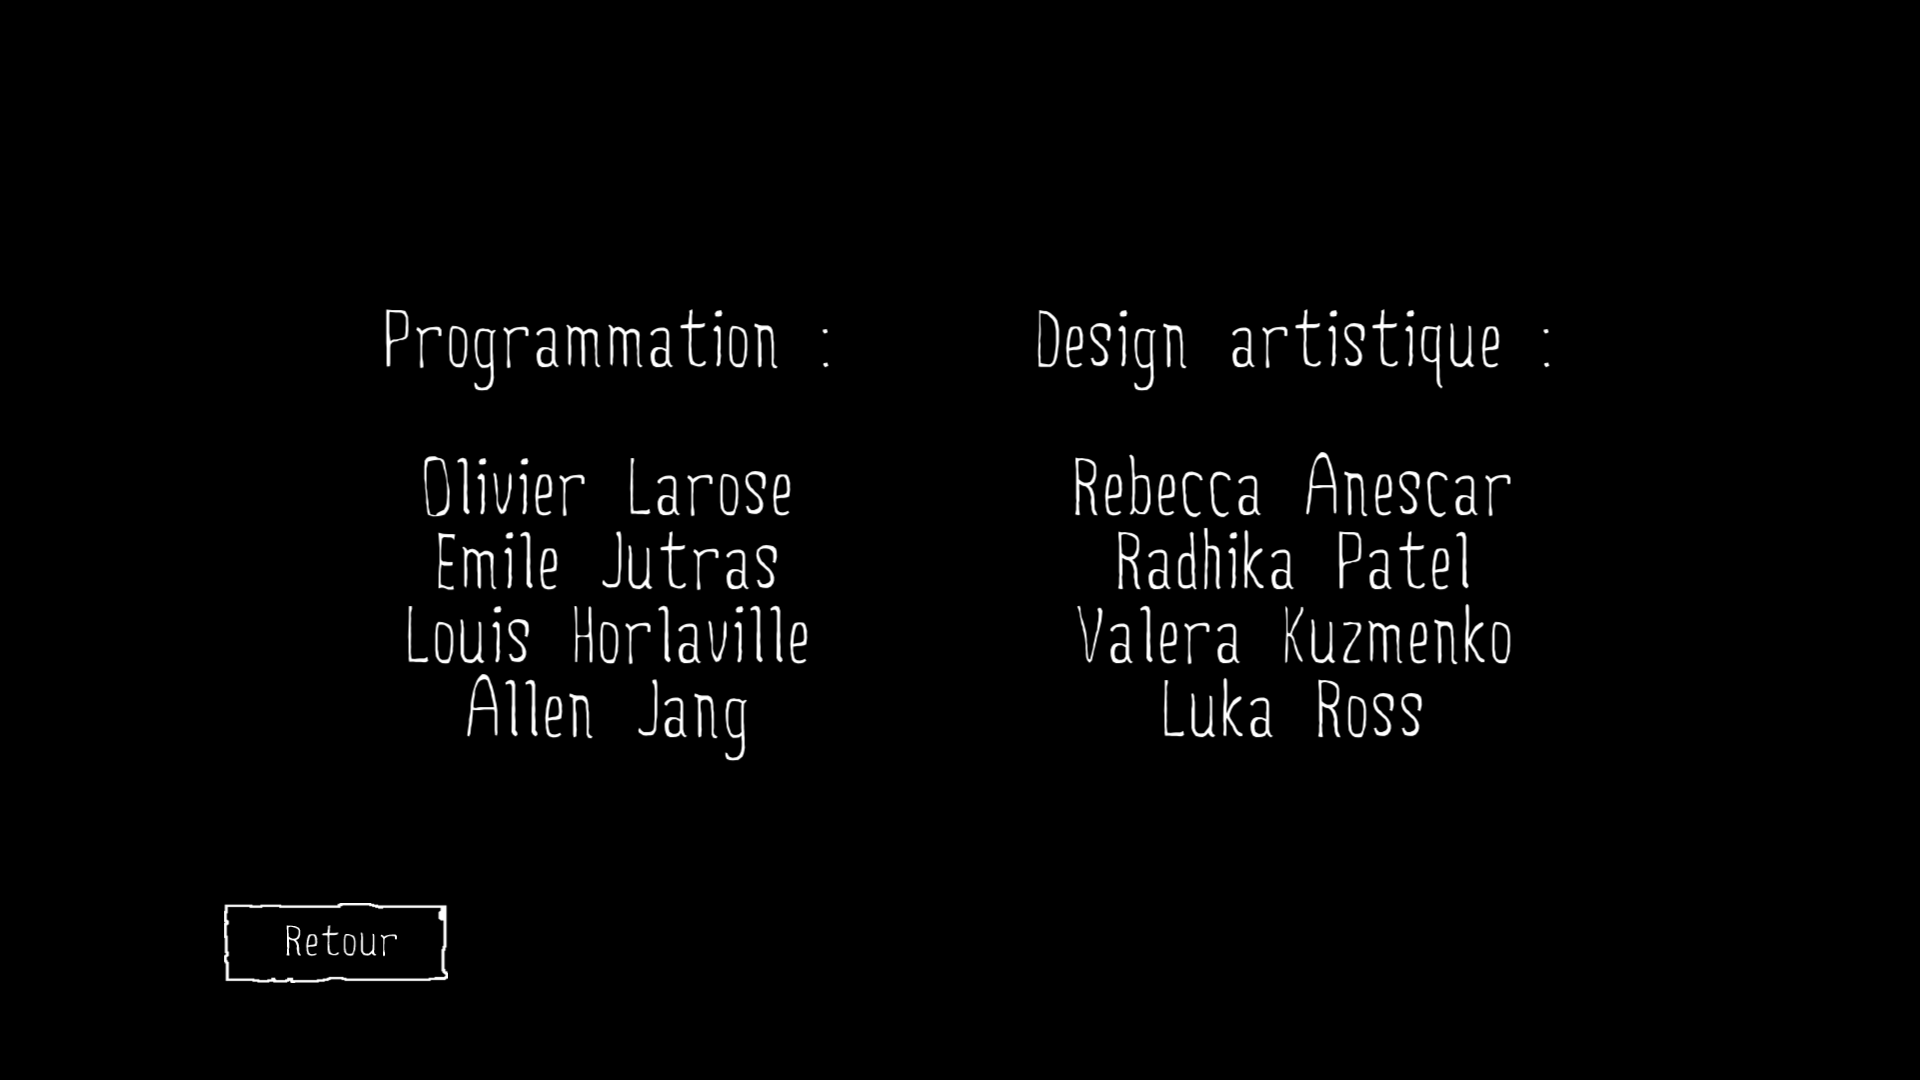 Programmation :
Olivier Larose
Emile Jutras
Louis Horlaville
Allen Jang
Design artistique :
Rebecca Anescar
Radhika Patel
Valera Kuzmenko
Luka Ross
Retour